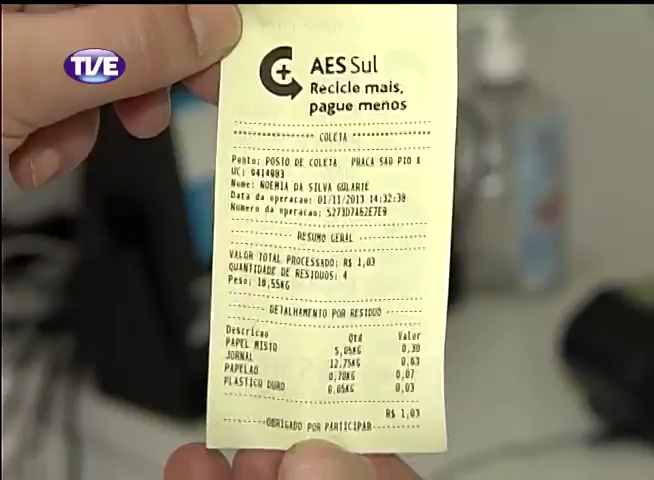 TVE
AES Sul
Recicle mais,
pague menos
COLETA
Ponto: POSTO DE COLETA PRACA SAO PIO X
UC: 0414083
Nome: NOEMIA DA SILVA GULARTE
Data da operacao: 01/11/2013 14:32:38
Numero da operacao: 5273D7A62E7E9
RESUMO GERAL
VALOR TOTAL PROCESSADO: R$ 1,03
QUANTIDADE DE RESIDUOS: 4
Peso: 18,55KG
DETALHAMENTO POR RESIDUO
Descricao Qtd Valor
PAPEL MISTO 5,05KG 0,30
JORNAL 12,75KG 0,63
PAPELAO 0,70KG 0,07
PLASTICO DURO 0,05KG 0,03
R$ 1,03
OBRIGADO POR PARTICIPAR